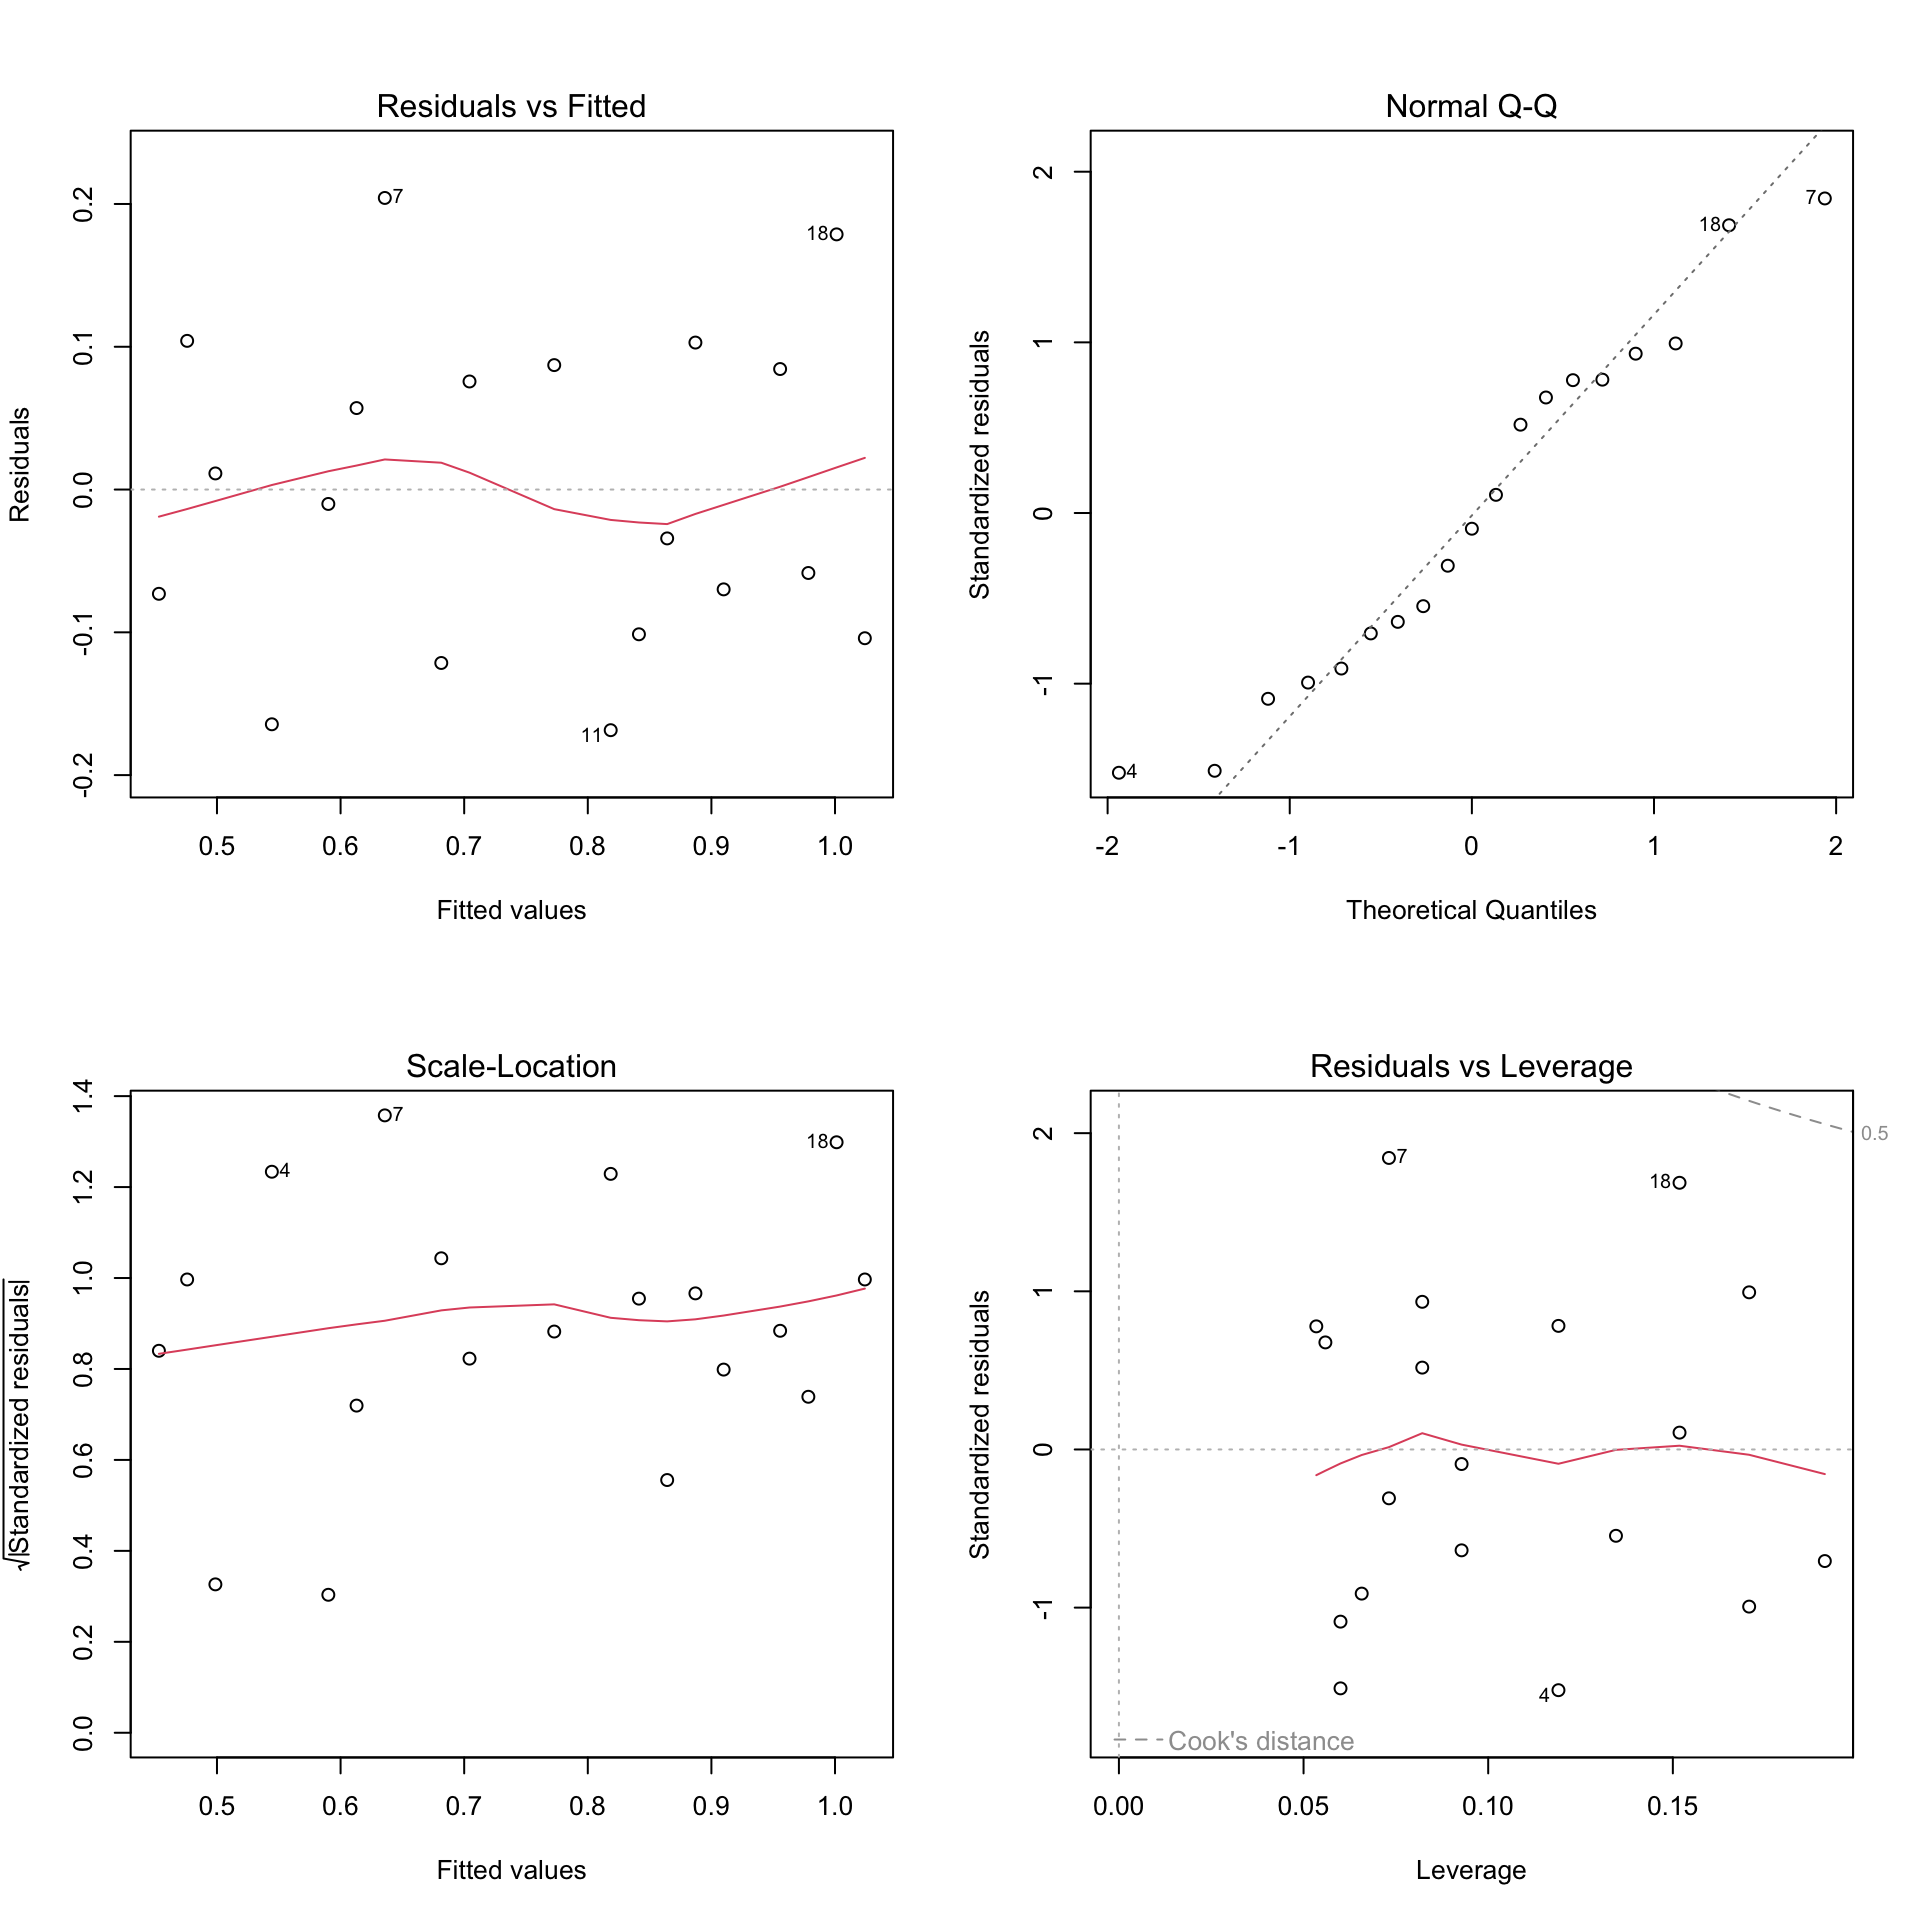 Residuals vs Fitted
Residuals
0.2
0.1
0.0
-0.1
-0.2
7
18
11
0.5 0.6 0.7 0.8 0.9 1.0
Fitted values
Normal Q-Q
Standardized residuals
2
1
0
-1
18
7
4
-2 -1 0 1 2
Theoretical Quantiles
Scale-Location
√|Standardized residuals|
1.4
1.2
1.0
0.8
0.6
0.4
0.2
0.0
7
18
4
0.5 0.6 0.7 0.8 0.9 1.0
Fitted values
Residuals vs Leverage
Standardized residuals
2
1
0
-1
0.5
7
18
4
Cook's distance
0.00 0.05 0.10 0.15
Leverage